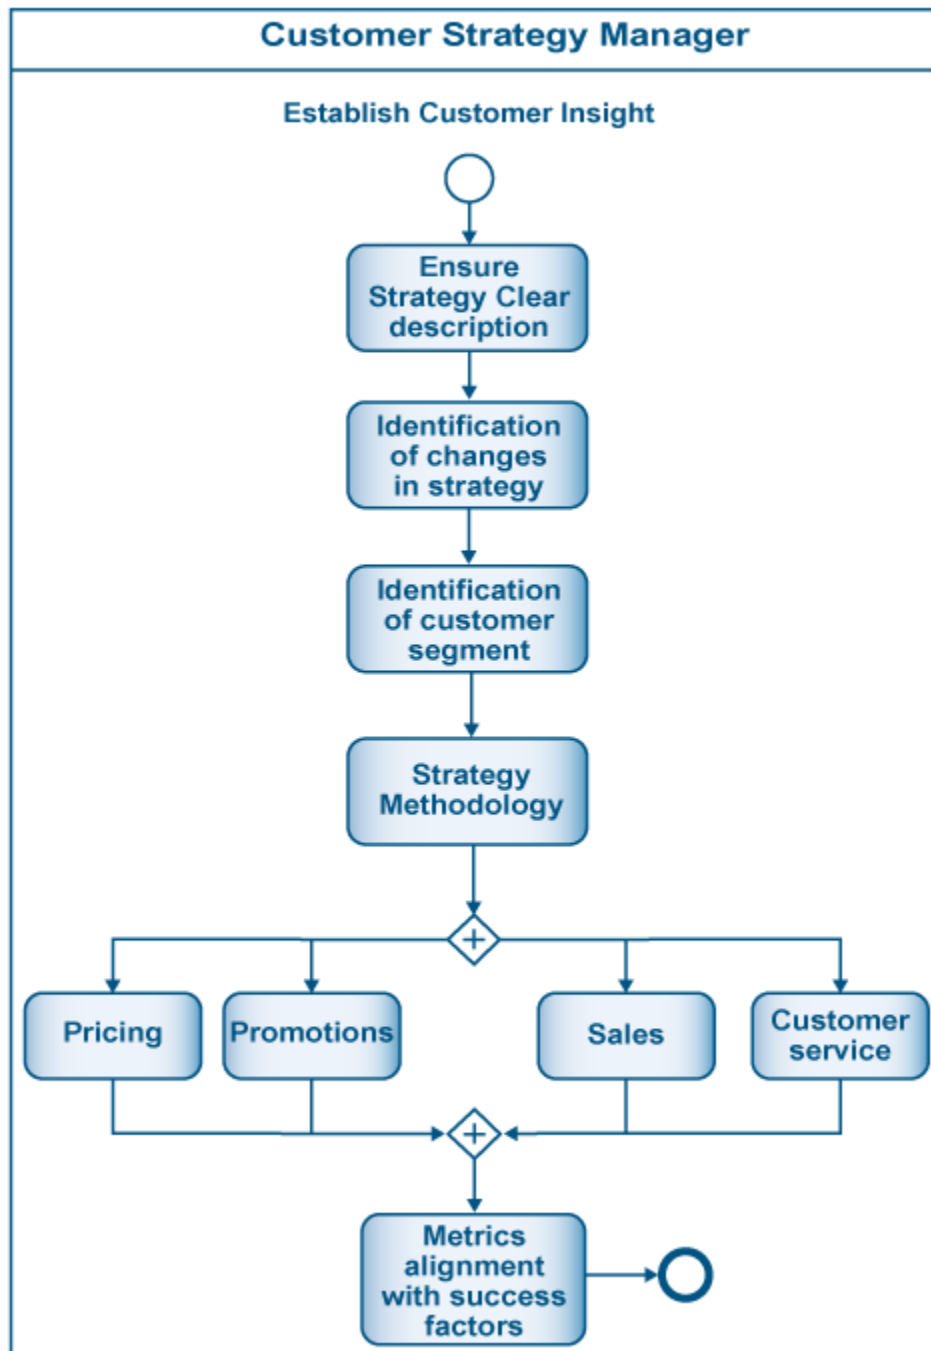 Customer Strategy Manager
Establish Customer Insight
Ensure
Strategy Clear
description
Identification
of changes
in strategy
Identification
of customer
segment
Strategy
Methodology
Pricing
Promotions
Sales
Customer
service
Metrics
alignment
with success
factors